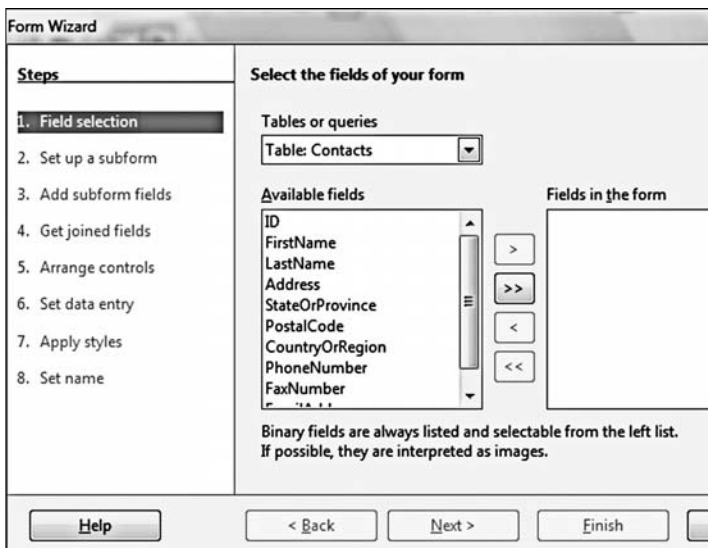 Form Wizard
Steps
1. Field selection
2. Set up a subform
3. Add subform fields
4. Get joined fields
5. Arrange controls
6. Set data entry
7. Apply styles
8. Set name
Select the fields of your form
Tables or queries
Table: Contacts
Available fields
ID
FirstName
LastName
Address
StateOrProvince
PostalCode
CountryOrRegion
PhoneNumber
FaxNumber
>
>>
<
<<
Fields in the form
Binary fields are always listed and selectable from the left list.
If possible, they are interpreted as images.
Help
< Back
Next >
Finish